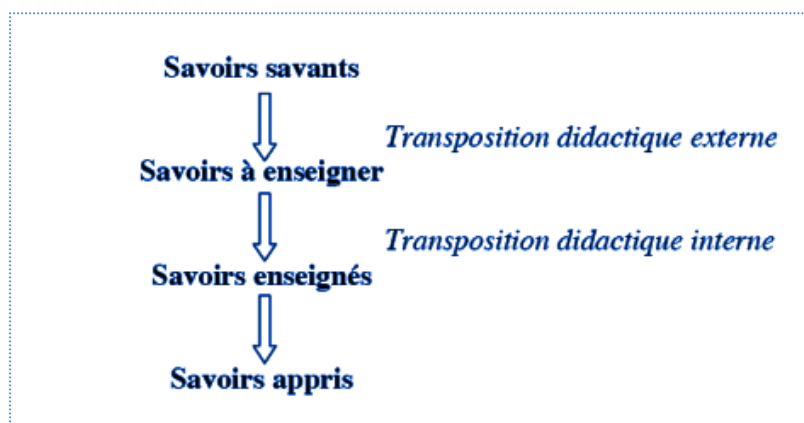 Savoirs savants
Transposition didactique externe
Savoirs à enseigner
Transposition didactique interne
Savoirs enseignés
Savoirs appris